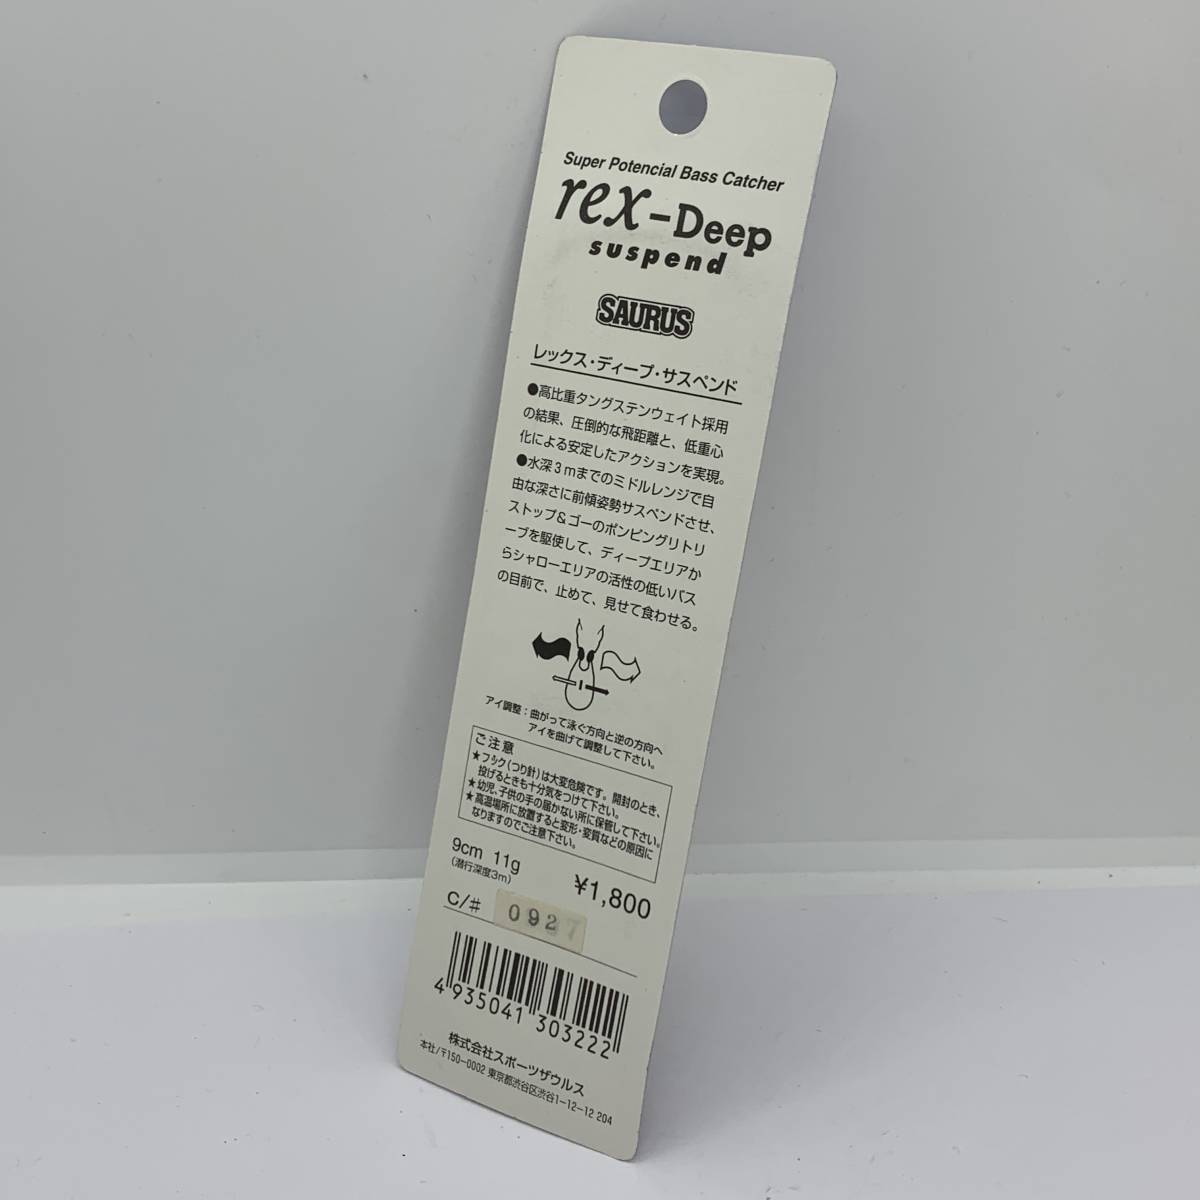 Super Potencial Bass Catcher
rex-Deep
suspend
SAURUS
レックス・ディープ・サスペンド
●高比重タングステンウェイト採用
の結果、圧倒的な飛距離と、低重心
化による安定したアクションを実現。
●水深3mまでのミドルレンジで自
由な深さに前傾姿勢サスペンドさせ、
ストップ&ゴーのポンピングリトリ
ーブを駆使して、ディープエリアか
らシャローエリアの活性の低いバス
の目前で、止めて、見せて食わせる。
アイ調整：曲がって泳ぐ方向と逆の方向へ
アイを曲げて調整して下さい。
ご注意
★フック(つり針)は大変危険です。開封のとき、
投げるときも十分気をつけて下さい。
★幼児、子供の手の届かない所に保管して下さい。
★高温場所に放置すると変形・変質などの原因に
なりますのでご注意下さい。
9cm 11g
(潜行深度3m)
¥1,800
C/# 0927
4 935041 303222
株式会社スポーツザウルス
本社/〒150-0002 東京都渋谷区渋谷1-12-12 204